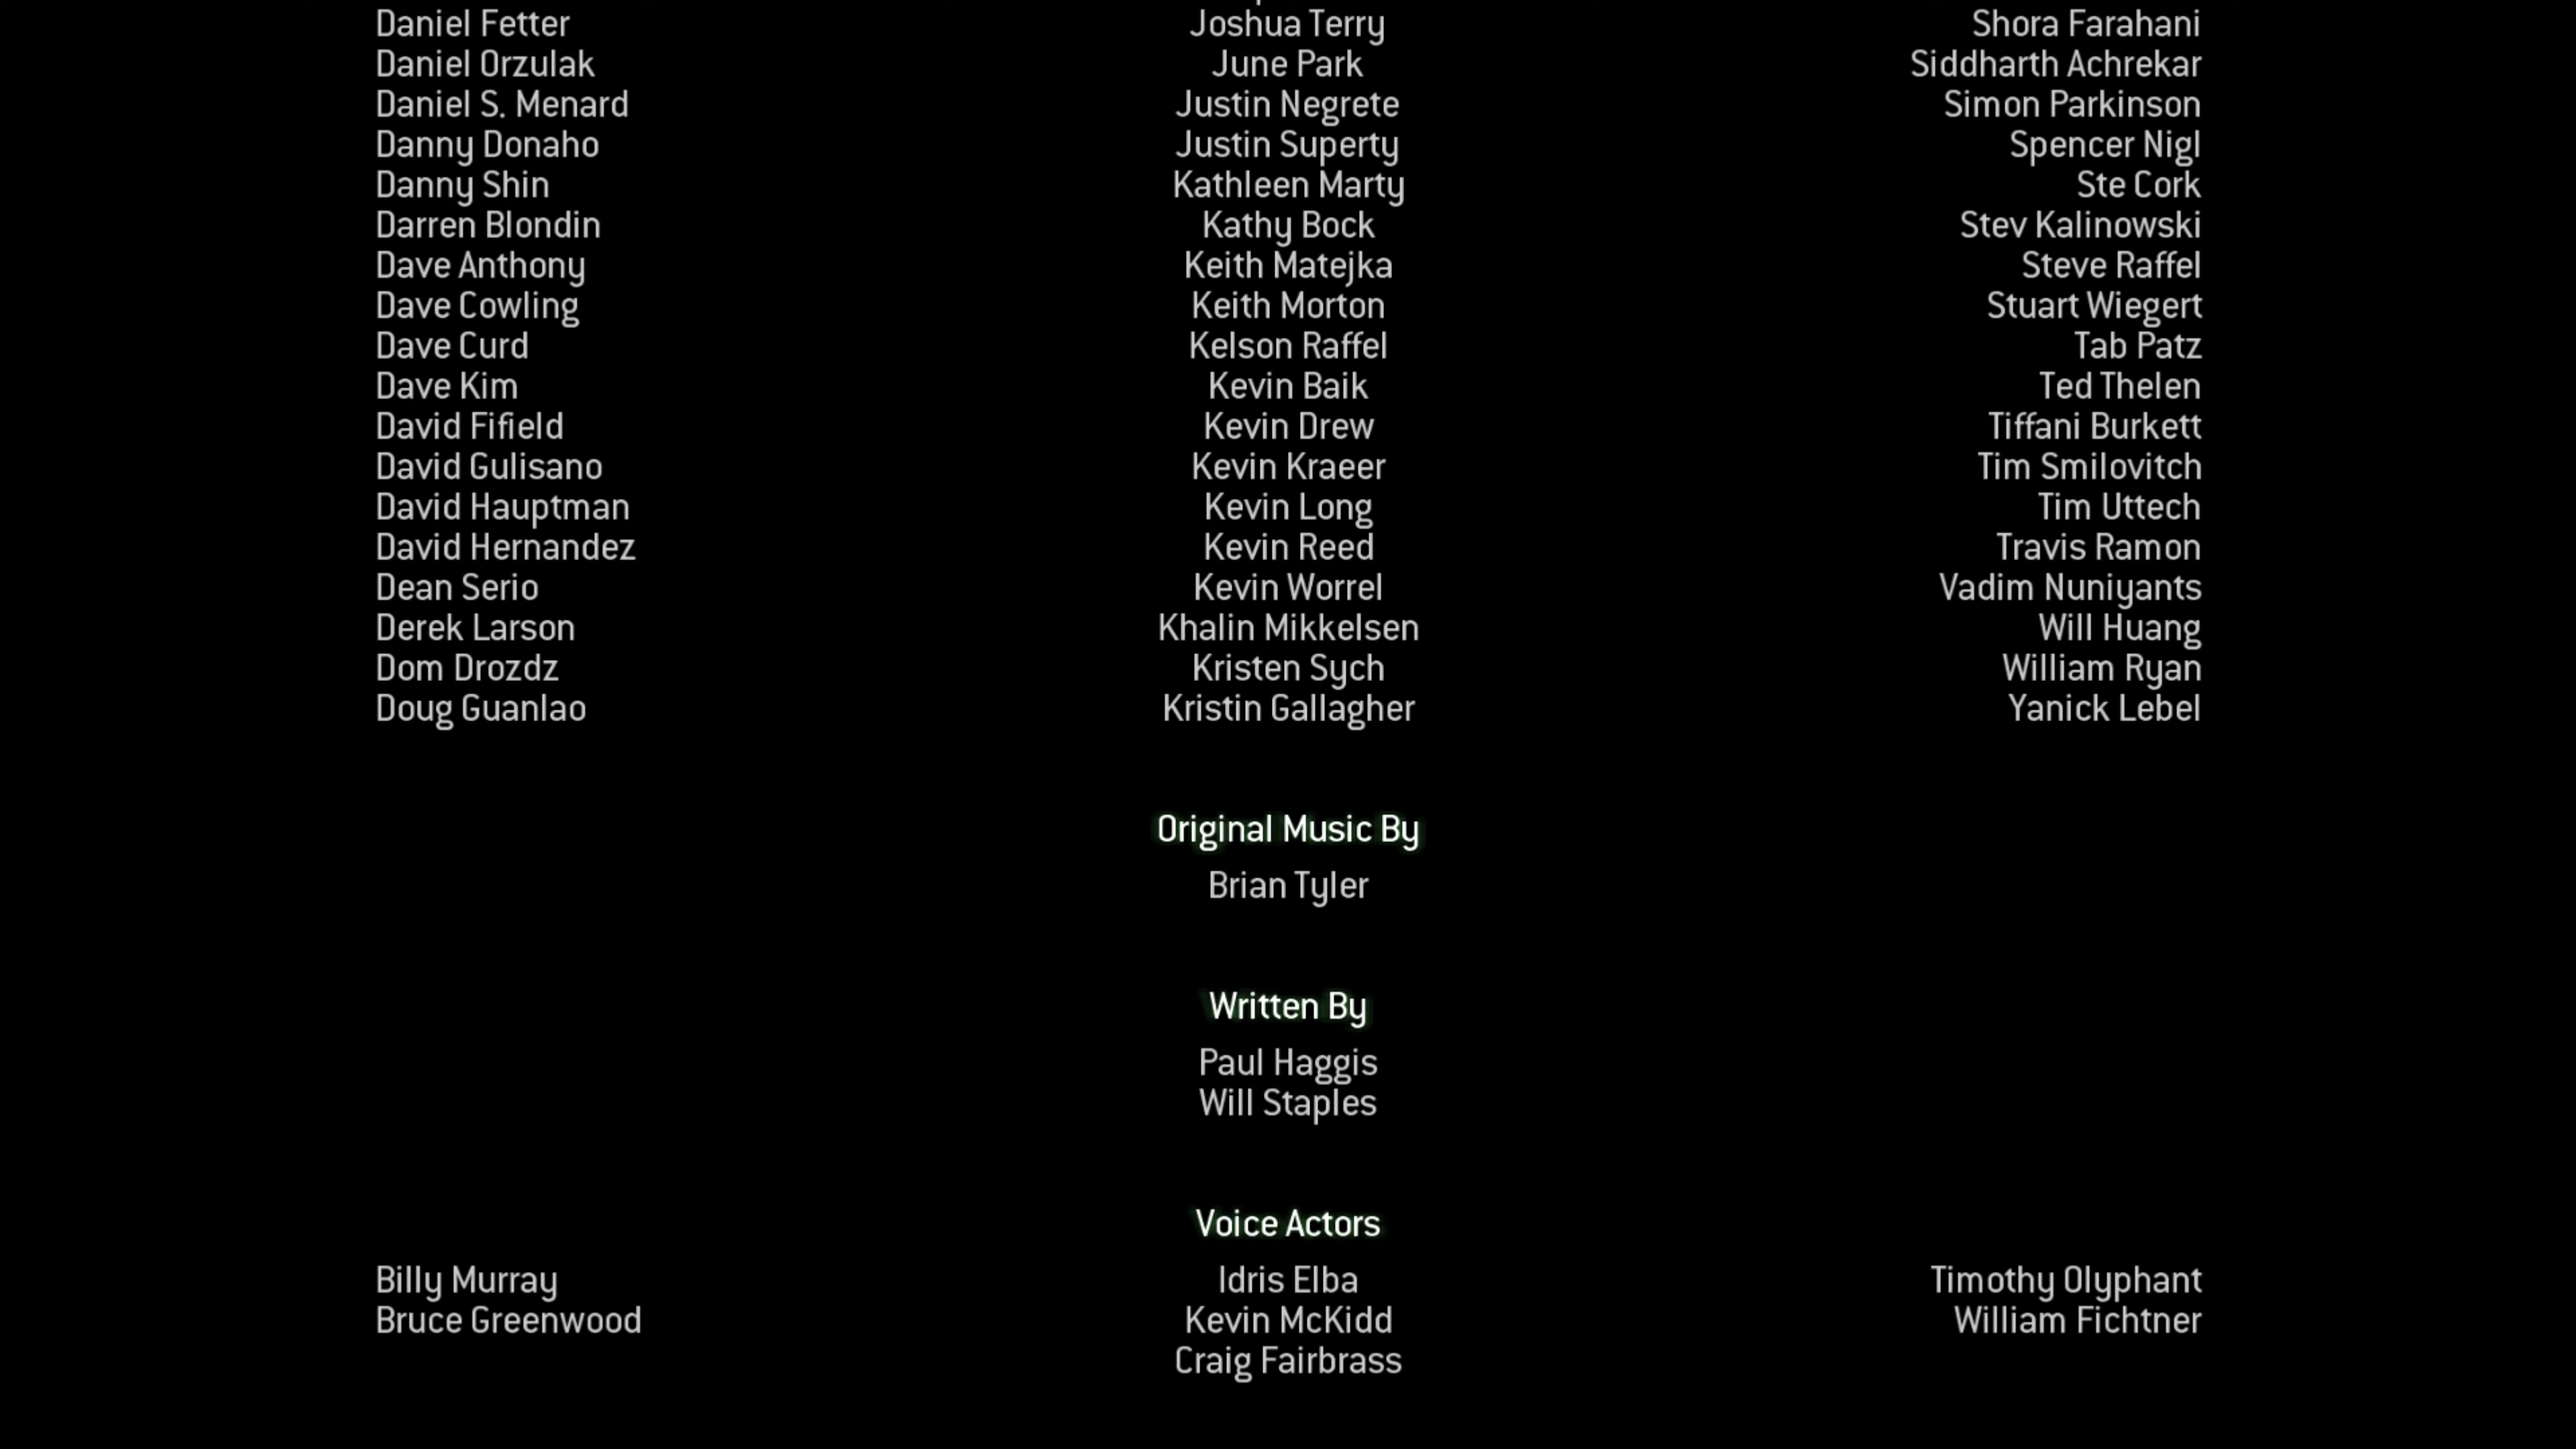 Daniel Fetter
Daniel Orzulak
Daniel S. Menard
Danny Donaho
Danny Shin
Darren Blondin
Dave Anthony
Dave Cowling
Dave Curd
Dave Kim
David Fifield
David Gulisano
David Hauptman
David Hernandez
Dean Serio
Derek Larson
Dom Drozdz
Doug Guanlao
Joshua Terry
June Park
Justin Negrete
Justin Superty
Kathleen Marty
Kathy Bock
Keith Matejka
Keith Morton
Kelson Raffel
Kevin Baik
Kevin Drew
Kevin Kraeer
Kevin Long
Kevin Reed
Kevin Worrel
Khalin Mikkelsen
Kristen Sych
Kristin Gallagher
Shora Farahani
Siddharth Achrekar
Simon Parkinson
Spencer Nigl
Ste Cork
Stev Kalinowski
Steve Raffel
Stuart Wiegert
Tab Patz
Ted Thelen
Tiffani Burkett
Tim Smilovitch
Tim Uttech
Travis Ramon
Vadim Nuniyants
Will Huang
William Ryan
Yanick Lebel
Original Music By
Brian Tyler
Written By
Paul Haggis
Will Staples
Voice Actors
Billy Murray
Bruce Greenwood
Idris Elba
Kevin McKidd
Craig Fairbrass
Timothy Olyphant
William Fichtner